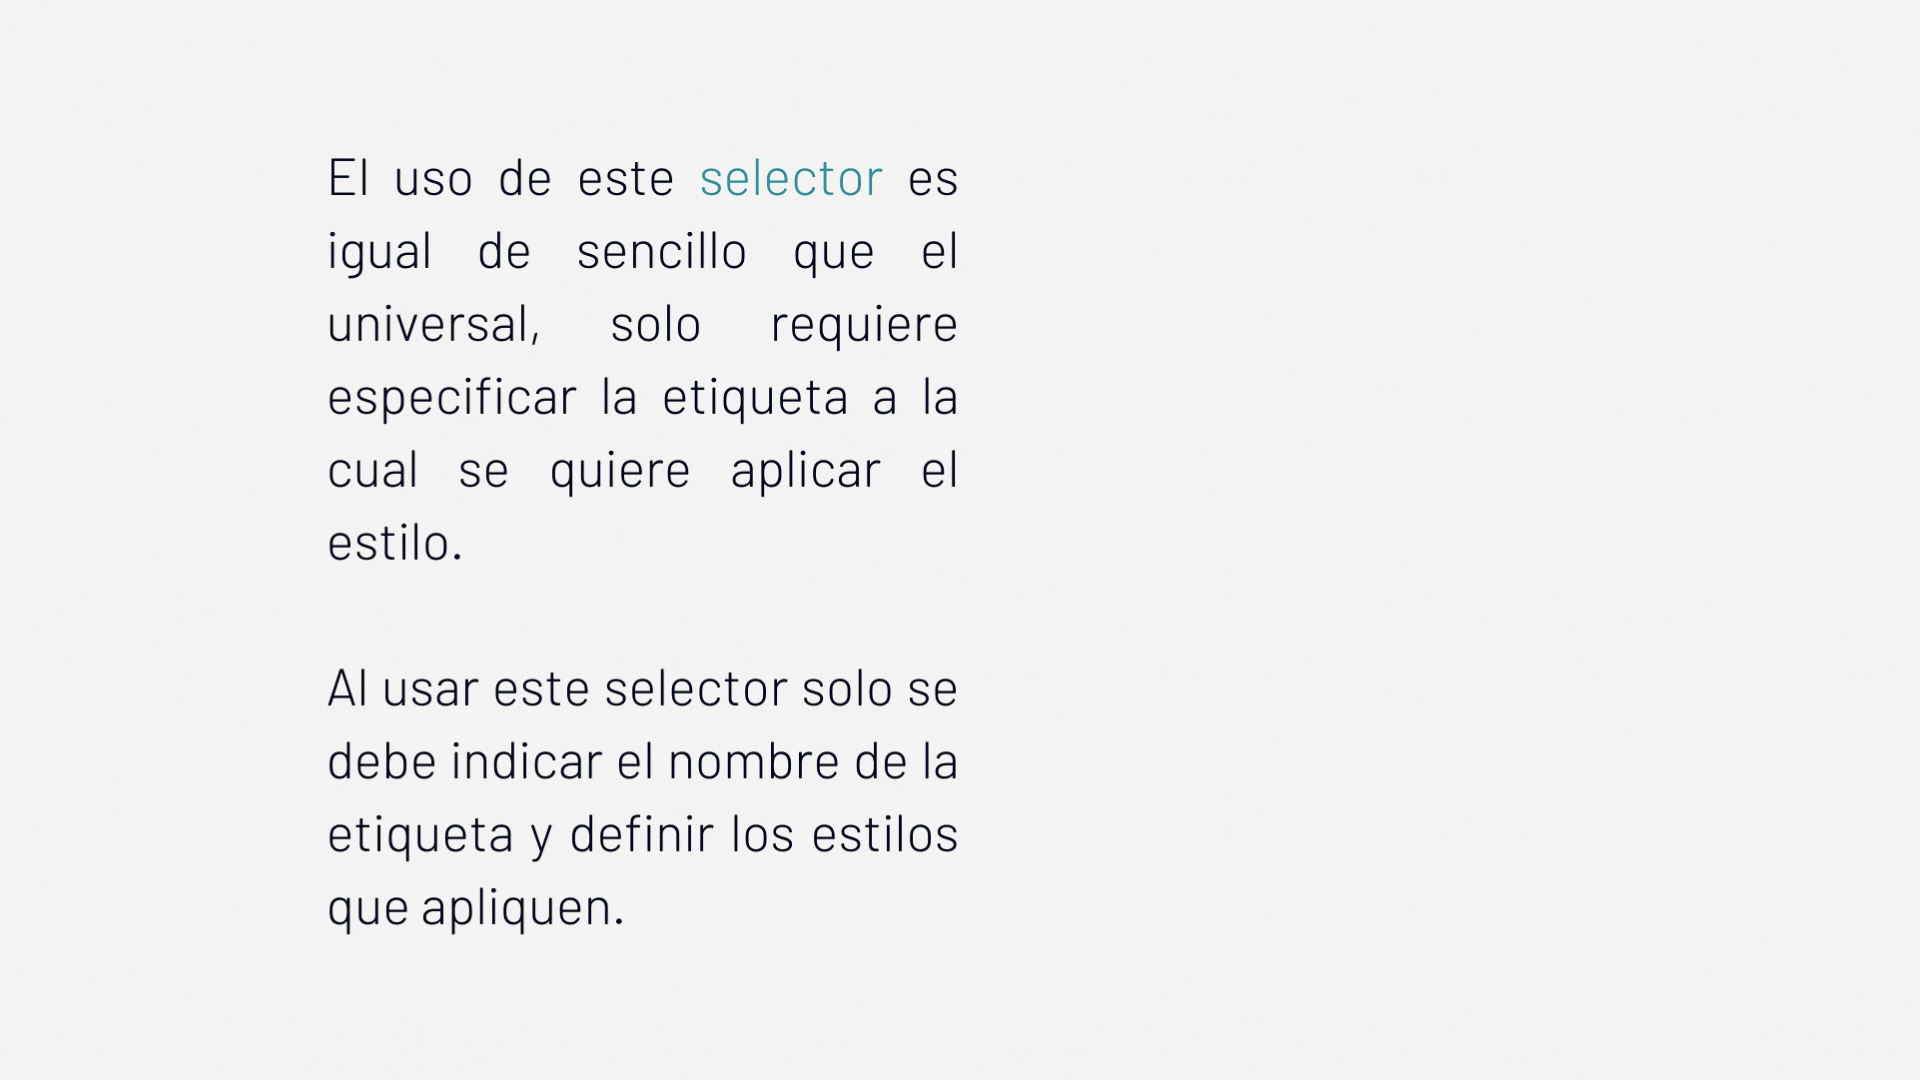 El uso de este selector es
igual de sencillo que el
universal, solo requiere
especificar la etiqueta a la
cual se quiere aplicar el
estilo.
Al usar este selector solo se
debe indicar el nombre de la
etiqueta y definir los estilos
que apliquen.